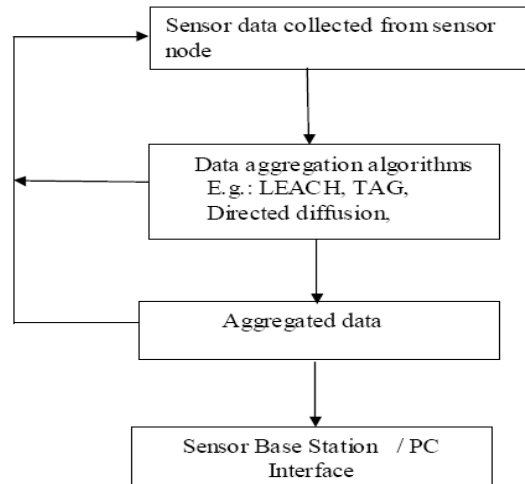 Sensor data collected from sensor
node
Data aggregation algorithms
E.g.: LEACH, TAG,
Directed diffusion,
Aggregated data
Sensor Base Station / PC
Interface